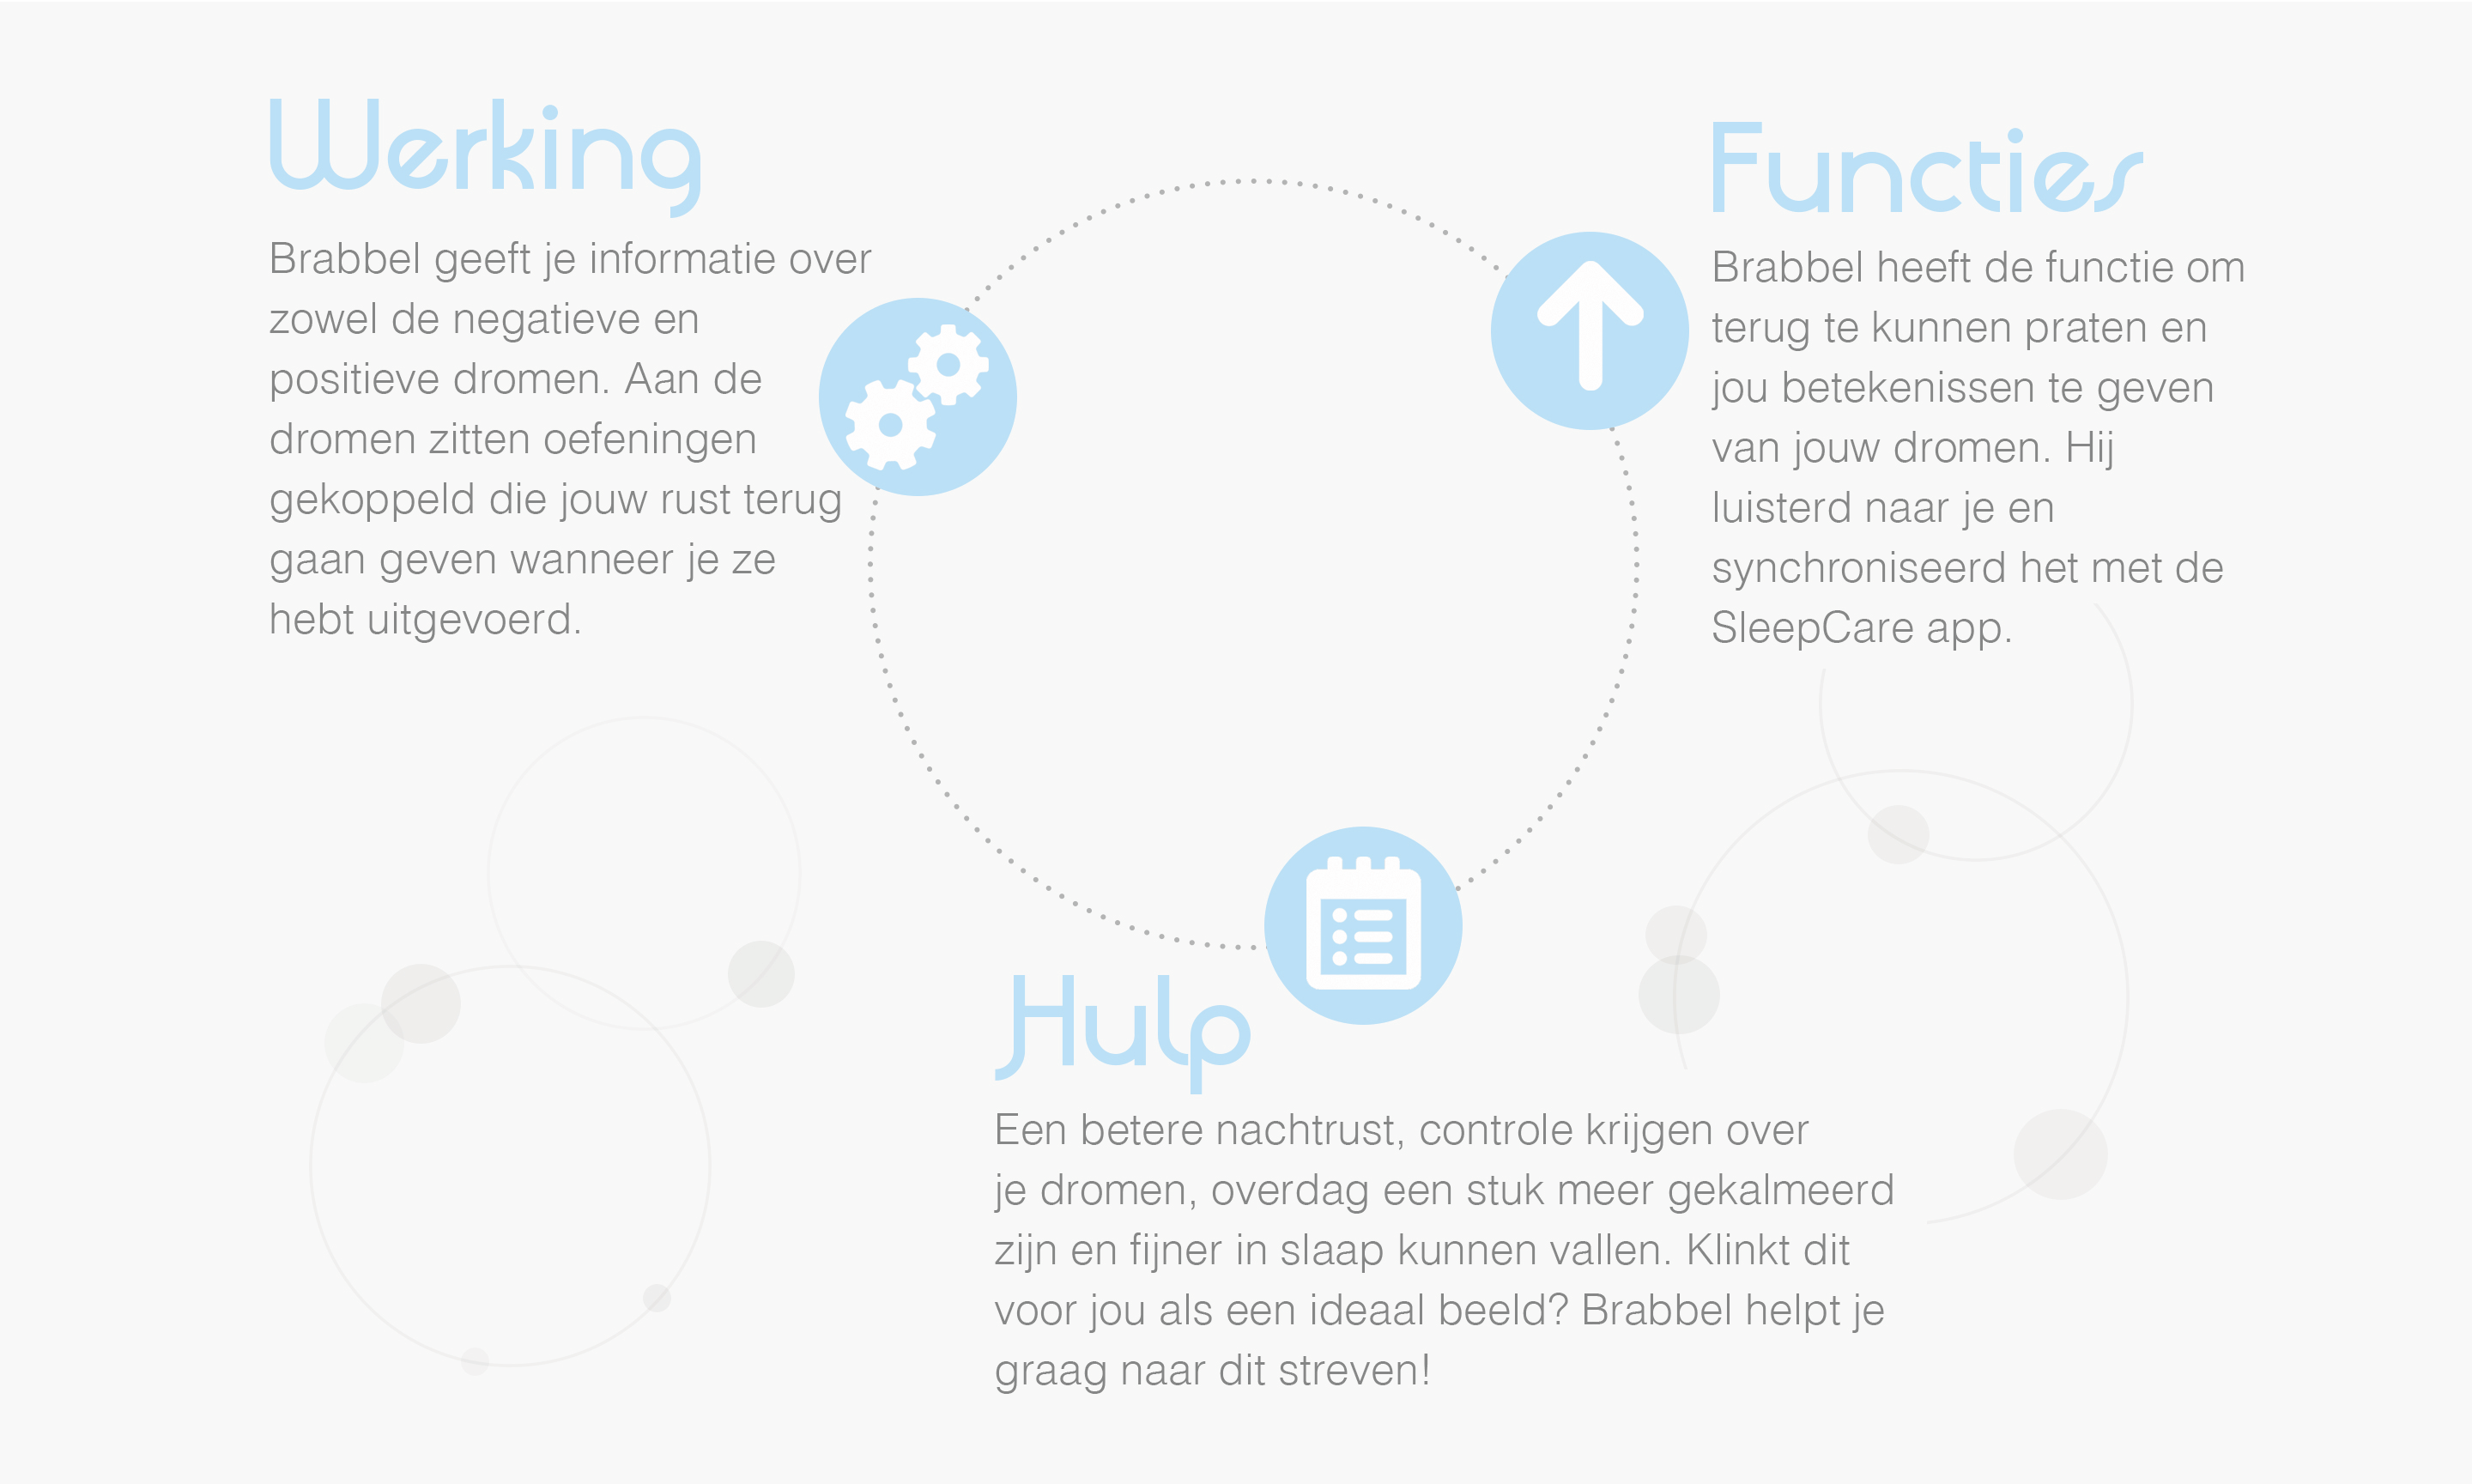 Werking
Brabbel geeft je informatie over
zowel de negatieve en
positieve dromen. Aan de
dromen zitten oefeningen
gekoppeld die jouw rust terug
gaan geven wanneer je ze
hebt uitgevoerd.
Functies
Brabbel heeft de functie om
terug te kunnen praten en
jou betekenissen te geven
van jouw dromen. Hij
luisterd naar je en
synchroniseerd het met de
SleepCare app.
Hulp
Een betere nachtrust, controle krijgen over
je dromen, overdag een stuk meer gekalmeerd
zijn en fijner in slaap kunnen vallen. Klinkt dit
voor jou als een ideaal beeld? Brabbel helpt je
graag naar dit streven!